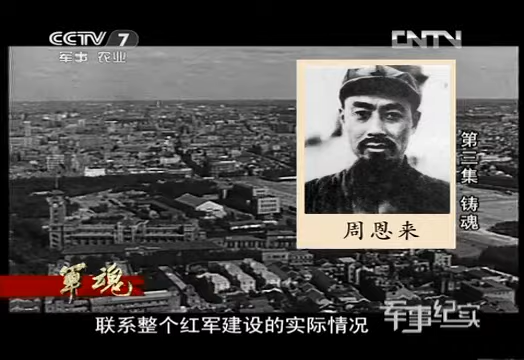 CCTV 7
军事 农业
CNTV
第三集 铸魂
周恩来
軍魂
联系整个红军建设的实际情况
军事纪实